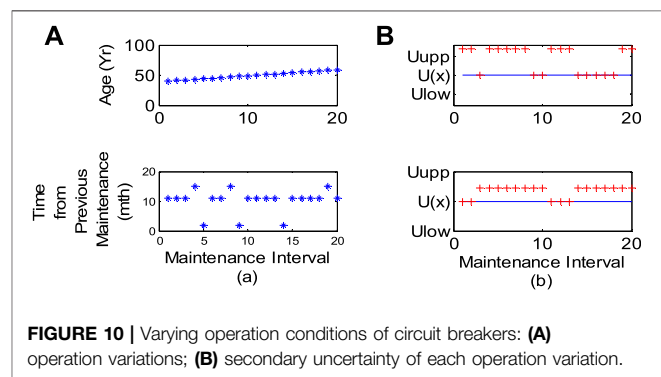 A
B
Age (Yr)
100
50
0
0 10 20
Uupp
U(x)
Ulow
0 10 20
Time
from
Previous
Maintenance
(mth)
20
10
0
0 5 10 15 20
Maintenance Interval
(a)
Uupp
U(x)
Ulow
0 10 20
Maintenance Interval
(b)
FIGURE 10 | Varying operation conditions of circuit breakers: (A)
operation variations; (B) secondary uncertainty of each operation variation.